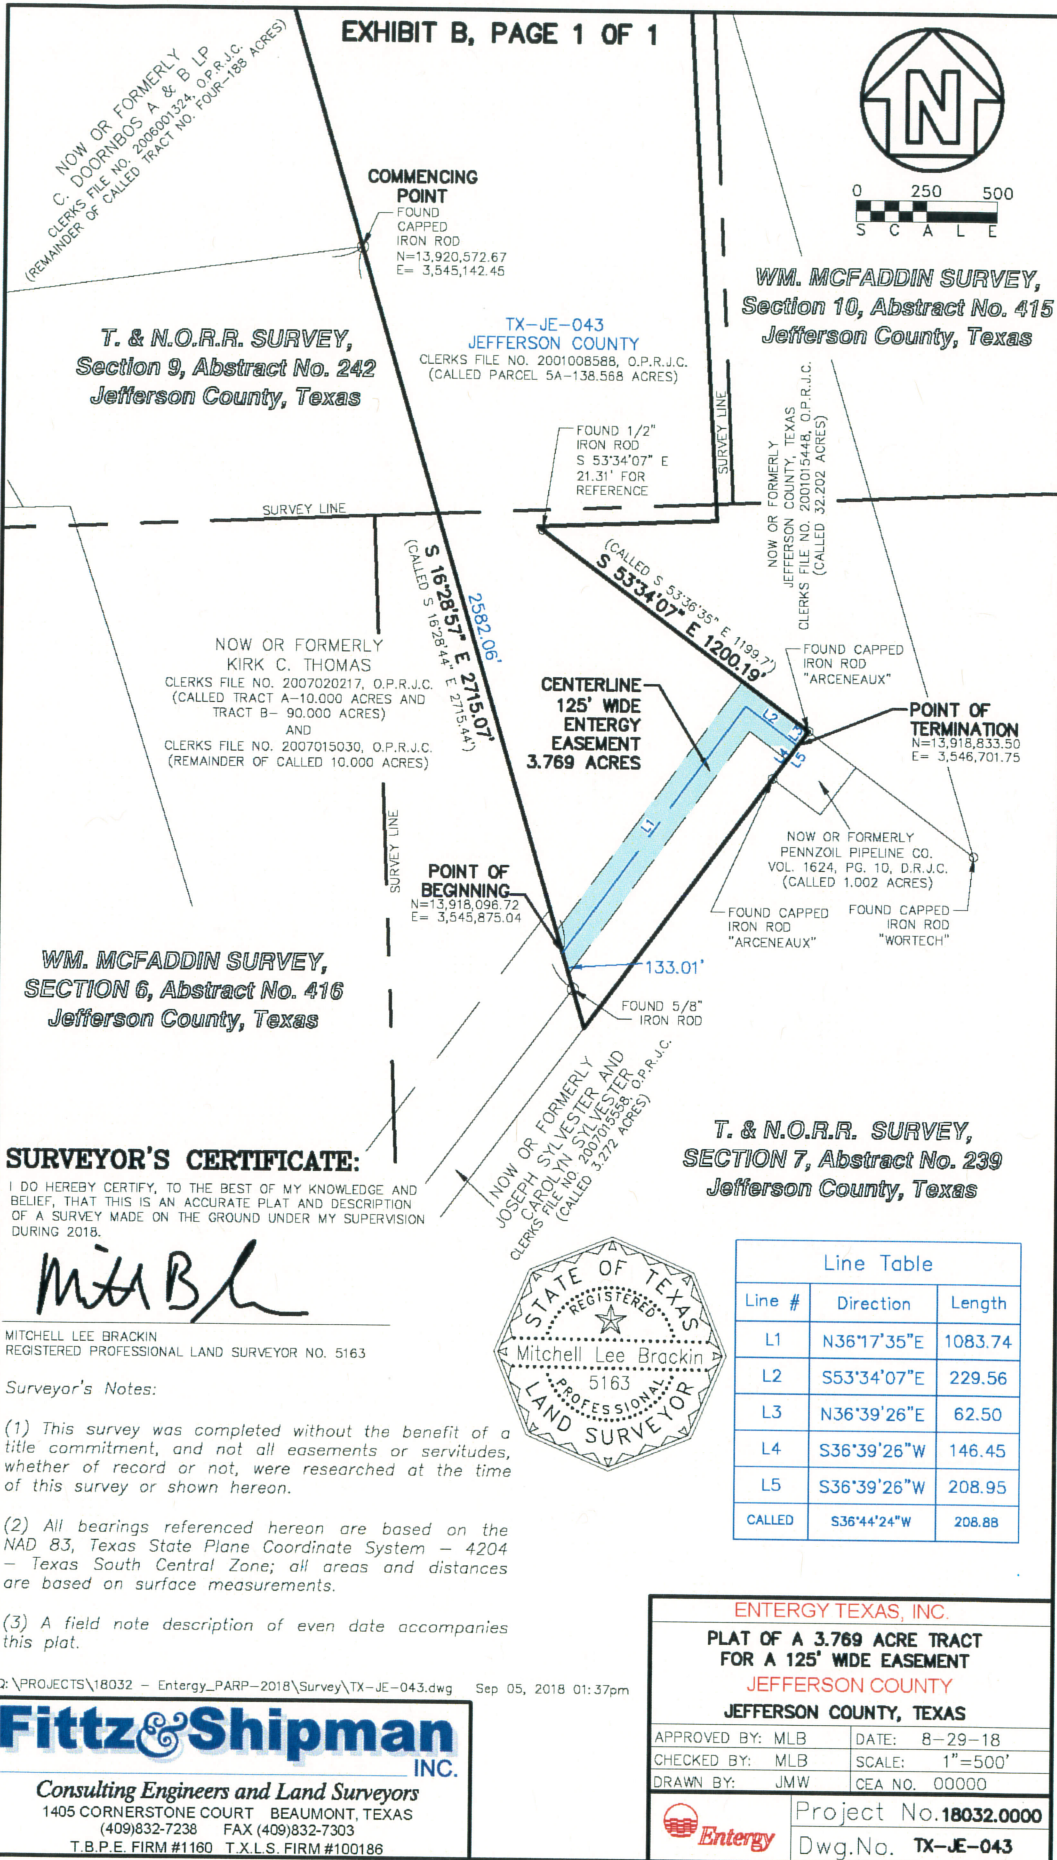 EXHIBIT B, PAGE 1 OF 1
NOW OR FORMERLY
C. DOORNBOS A & B LP
CLERKS FILE NO. 2006001324, O.P.R.J.C.
(REMAINDER OF CALLED TRACT NO. FOUR-188 ACRES)
N
0 250 500
SCALE
COMMENCING
POINT
FOUND
CAPPED
IRON ROD
N=13,920,572.67
E= 3,545,142.45
WM. MCFADDIN SURVEY,
Section 10, Abstract No. 415
Jefferson County, Texas
T. & N.O.R.R. SURVEY,
Section 9, Abstract No. 242
Jefferson County, Texas
TX-JE-043
JEFFERSON COUNTY
CLERKS FILE NO. 2001008588, O.P.R.J.C.
(CALLED PARCEL 5A-138.568 ACRES)
FOUND 1/2"
IRON ROD
S 53°34'07" E
21.31' FOR
REFERENCE
SURVEY LINE
NOW OR FORMERLY
JEFFERSON COUNTY, TEXAS
CLERKS FILE NO. 2001015448, O.P.R.J.C.
(CALLED 32.202 ACRES)
SURVEY LINE
S 16°28'57" E 2715.07'
(CALLED S 16°28'44" E 2715.44')
2582.06'
(CALLED S 53°36'35" E 1199.7')
S 53°34'07" E 1200.19'
NOW OR FORMERLY
KIRK C. THOMAS
CLERKS FILE NO. 2007020217, O.P.R.J.C.
(CALLED TRACT A-10.000 ACRES AND
TRACT B- 90.000 ACRES)
AND
CLERKS FILE NO. 2007015030, O.P.R.J.C.
(REMAINDER OF CALLED 10.000 ACRES)
FOUND CAPPED
IRON ROD
"ARCENEAUX"
CENTERLINE
125' WIDE
ENTERGY
EASEMENT
3.769 ACRES
L2
L3
L4
L5
L1
POINT OF
TERMINATION
N=13,918,833.50
E= 3,546,701.75
SURVEY LINE
NOW OR FORMERLY
PENNZOIL PIPELINE CO.
VOL. 1624, PG. 10, D.R.J.C.
(CALLED 1.002 ACRES)
POINT OF
BEGINNING
N=13,918,096.72
E= 3,545,875.04
FOUND CAPPED
IRON ROD
"ARCENEAUX"
FOUND CAPPED
IRON ROD
"WORTECH"
WM. MCFADDIN SURVEY,
SECTION 6, Abstract No. 416
Jefferson County, Texas
133.01'
FOUND 5/8"
IRON ROD
NOW OR FORMERLY
JOSEPH SYLVESTER AND
CAROLYN SYLVESTER
CLERKS FILE NO. 2007015558, O.P.R.J.C.
(CALLED 3.272 ACRES)
T. & N.O.R.R. SURVEY,
SECTION 7, Abstract No. 239
Jefferson County, Texas
SURVEYOR'S CERTIFICATE:
I DO HEREBY CERTIFY, TO THE BEST OF MY KNOWLEDGE AND
BELIEF, THAT THIS IS AN ACCURATE PLAT AND DESCRIPTION
OF A SURVEY MADE ON THE GROUND UNDER MY SUPERVISION
DURING 2018.
MITCHELL LEE BRACKIN
REGISTERED PROFESSIONAL LAND SURVEYOR NO. 5163
STATE OF TEXAS
REGISTERED
Mitchell Lee Brackin
5163
PROFESSIONAL
LAND SURVEYOR
Line Table
Line # Direction Length
L1 N36°17'35"E 1083.74
L2 S53°34'07"E 229.56
L3 N36°39'26"E 62.50
L4 S36°39'26"W 146.45
L5 S36°39'26"W 208.95
CALLED S36°44'24"W 208.88
Surveyor's Notes:
(1) This survey was completed without the benefit of a
title commitment, and not all easements or servitudes,
whether of record or not, were researched at the time
of this survey or shown hereon.
(2) All bearings referenced hereon are based on the
NAD 83, Texas State Plane Coordinate System – 4204
– Texas South Central Zone; all areas and distances
are based on surface measurements.
(3) A field note description of even date accompanies
this plat.
Q:\PROJECTS\18032 - Entergy_PARP-2018\Survey\TX-JE-043.dwg Sep 05, 2018 01:37pm
Fittz&Shipman
INC.
Consulting Engineers and Land Surveyors
1405 CORNERSTONE COURT BEAUMONT, TEXAS
(409)832-7238 FAX (409)832-7303
T.B.P.E. FIRM #1160 T.X.L.S. FIRM #100186
ENTERGY TEXAS, INC.
PLAT OF A 3.769 ACRE TRACT
FOR A 125' WIDE EASEMENT
JEFFERSON COUNTY
JEFFERSON COUNTY, TEXAS
APPROVED BY: MLB DATE: 8-29-18
CHECKED BY: MLB SCALE: 1"=500'
DRAWN BY: JMW CEA NO. 00000
Entergy
Project No. 18032.0000
Dwg.No. TX-JE-043